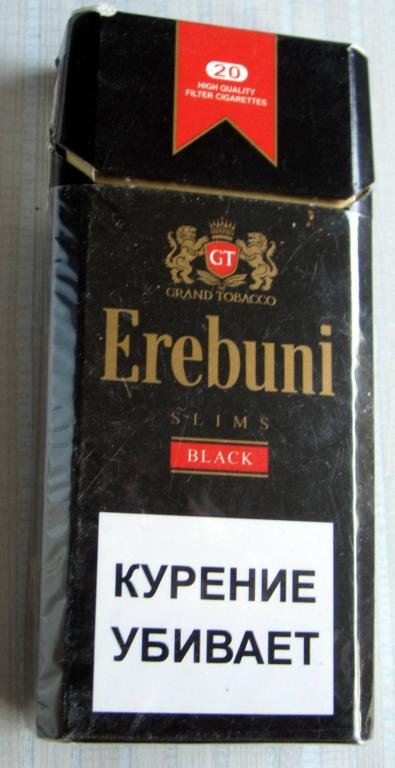 20
HIGH QUALITY
FILTER CIGARETTES
GT
GRAND TOBACCO
Erebuni
SLIMS
BLACK
КУРЕНИЕ
УБИВАЕТ